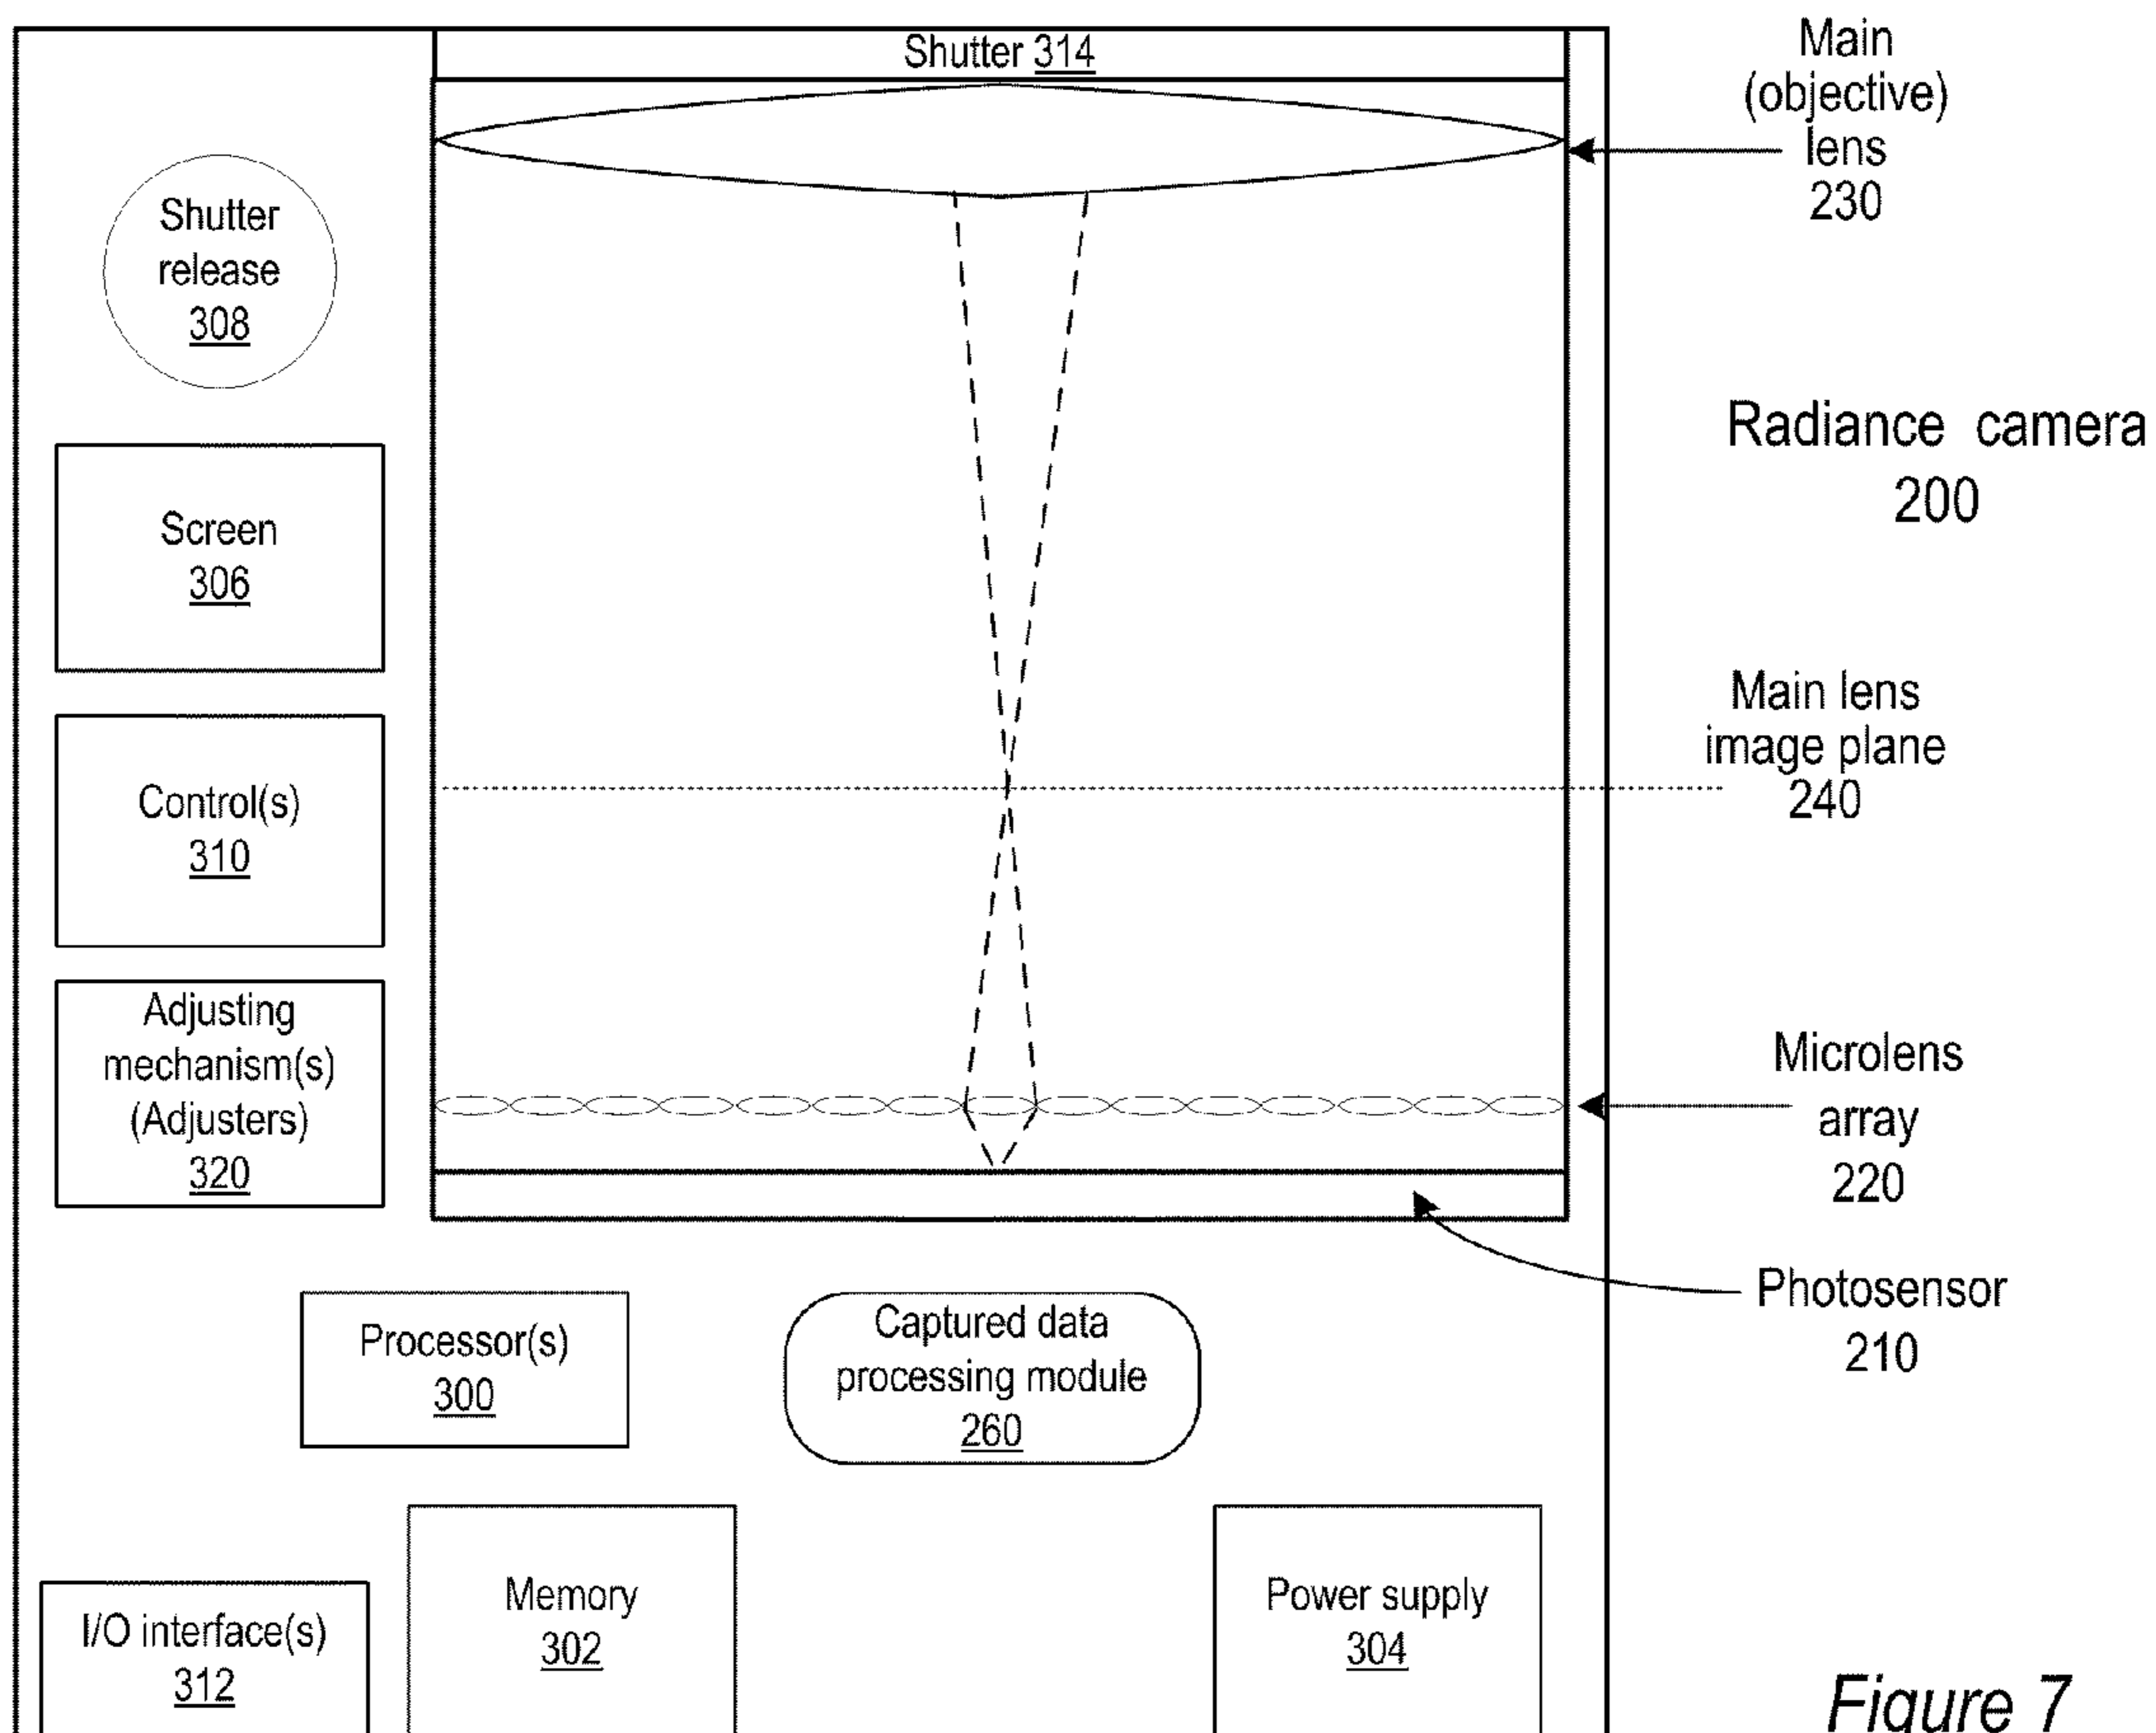 Shutter 314
Main
(objective)
lens
230
Shutter
release
308
Radiance camera
200
Screen
306
Main lens
image plane
240
Control(s)
310
Adjusting
mechanism(s)
(Adjusters)
320
Microlens
array
220
Photosensor
210
Processor(s)
300
Captured data
processing module
260
I/O interface(s)
312
Memory
302
Power supply
304
Figure 7